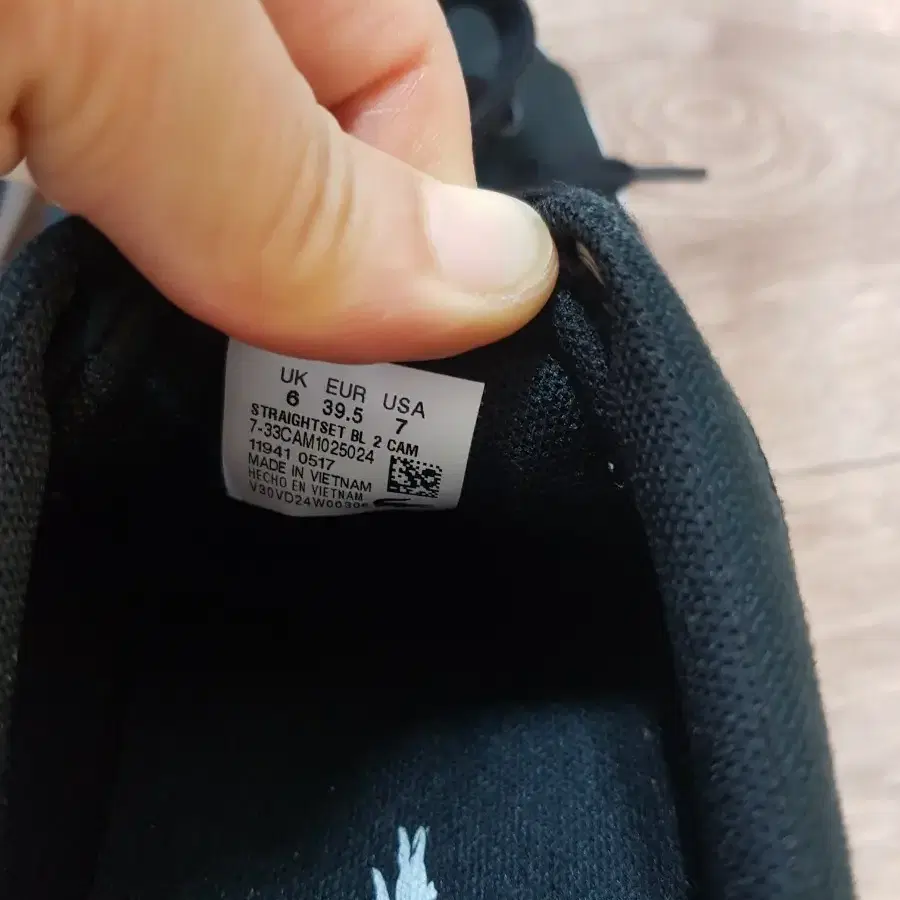 UK EUR USA
6 39.5 7
STRAIGHTSET BL 2 CAM
7-33CAM1025024
11941 0517
MADE IN VIETNAM
HECHO EN VIETNAM